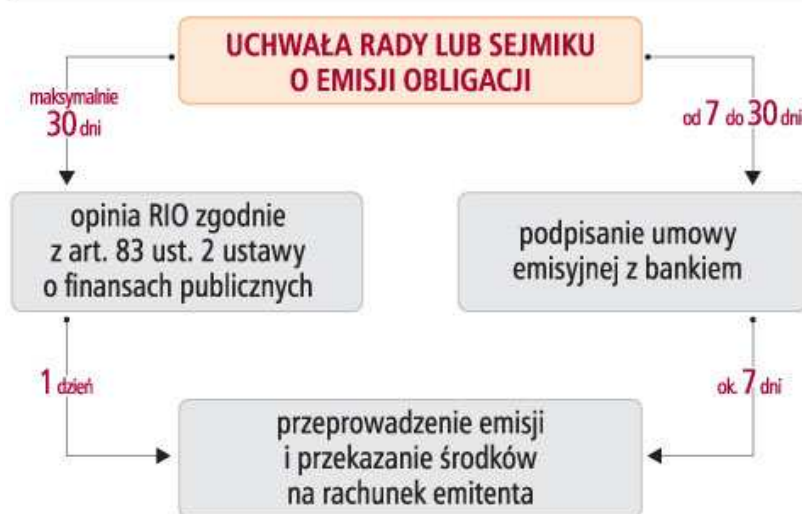 UCHWAŁA RADY LUB SEJMIKU
O EMISJI OBLIGACJI
maksymalnie
30 dni
od 7 do 30 dni
opinia RIO zgodnie
z art. 83 ust. 2 ustawy
o finansach publicznych
podpisanie umowy
emisyjnej z bankiem
1 dzień
ok. 7 dni
przeprowadzenie emisji
i przekazanie środków
na rachunek emitenta